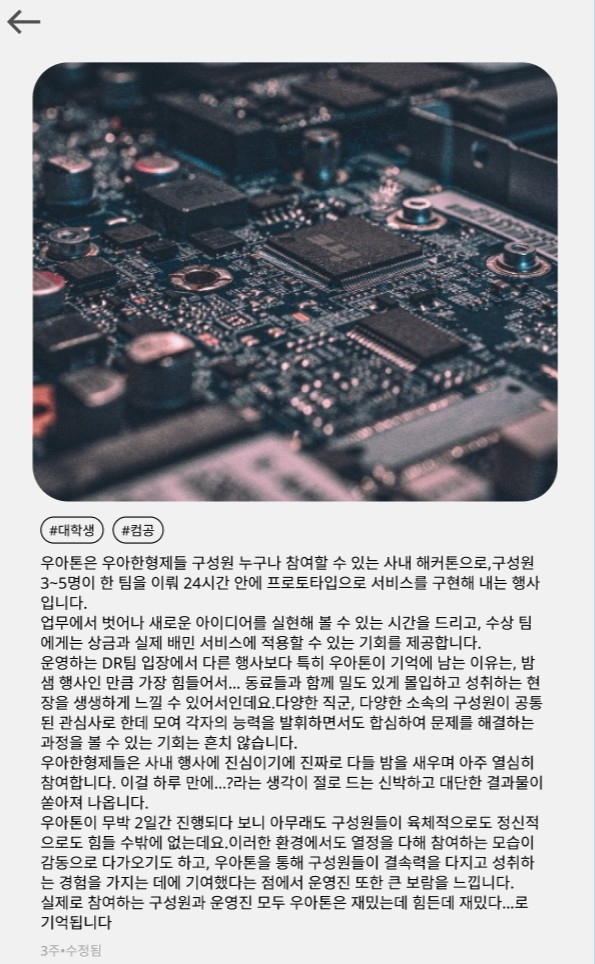 #대학생 #컴공
우아톤은 우아한형제들 구성원 누구나 참여할 수 있는 사내 해커톤으로,구성원
3~5명이 한 팀을 이뤄 24시간 안에 프로토타입으로 서비스를 구현해 내는 행사
입니다.
업무에서 벗어나 새로운 아이디어를 실현해 볼 수 있는 시간을 드리고, 수상 팀
에게는 상금과 실제 배민 서비스에 적용할 수 있는 기회를 제공합니다.
운영하는 DR팀 입장에서 다른 행사보다 특히 우아톤이 기억에 남는 이유는, 밤
샘 행사인 만큼 가장 힘들어서... 동료들과 함께 밀도 있게 몰입하고 성취하는 현
장을 생생하게 느낄 수 있어서인데요.다양한 직군, 다양한 소속의 구성원이 공통
된 관심사로 한데 모여 각자의 능력을 발휘하면서도 합심하여 문제를 해결하는
과정을 볼 수 있는 기회는 흔치 않습니다.
우아한형제들은 사내 행사에 진심이기에 진짜로 다들 밤을 새우며 아주 열심히
참여합니다. 이걸 하루 만에...?라는 생각이 절로 드는 신박하고 대단한 결과물이
쏟아져 나옵니다.
우아톤이 무박 2일간 진행되다 보니 아무래도 구성원들이 육체적으로도 정신적
으로도 힘들 수밖에 없는데요.이러한 환경에서도 열정을 다해 참여하는 모습이
감동으로 다가오기도 하고, 우아톤을 통해 구성원들이 결속력을 다지고 성취하
는 경험을 가지는 데에 기여했다는 점에서 운영진 또한 큰 보람을 느낍니다.
실제로 참여하는 구성원과 운영진 모두 우아톤은 재밌는데 힘든데 재밌다...로
기억됩니다
3주•수정됨